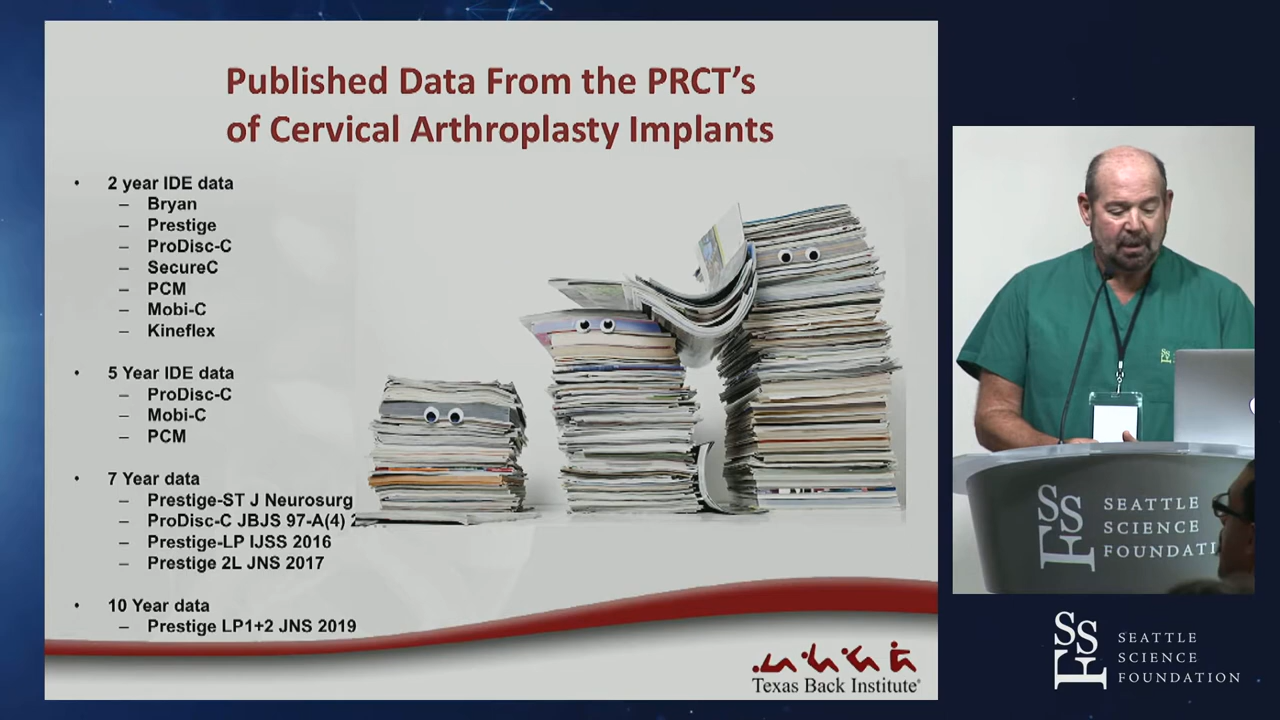 Published Data From the PRCT's
of Cervical Arthroplasty Implants
• 2 year IDE data
– Bryan
– Prestige
– ProDisc-C
– SecureC
– PCM
– Mobi-C
– Kineflex
• 5 Year IDE data
– ProDisc-C
– Mobi-C
– PCM
• 7 Year data
– Prestige-ST J Neurosurg
– ProDisc-C JBJS 97-A(4)
– Prestige-LP IJSS 2016
– Prestige 2L JNS 2017
• 10 Year data
– Prestige LP1+2 JNS 2019
Texas Back Institute
SSF
SEATTLE
SCIENCE
FOUNDATI
SSF
SEATTLE
SCIENCE
FOUNDATION